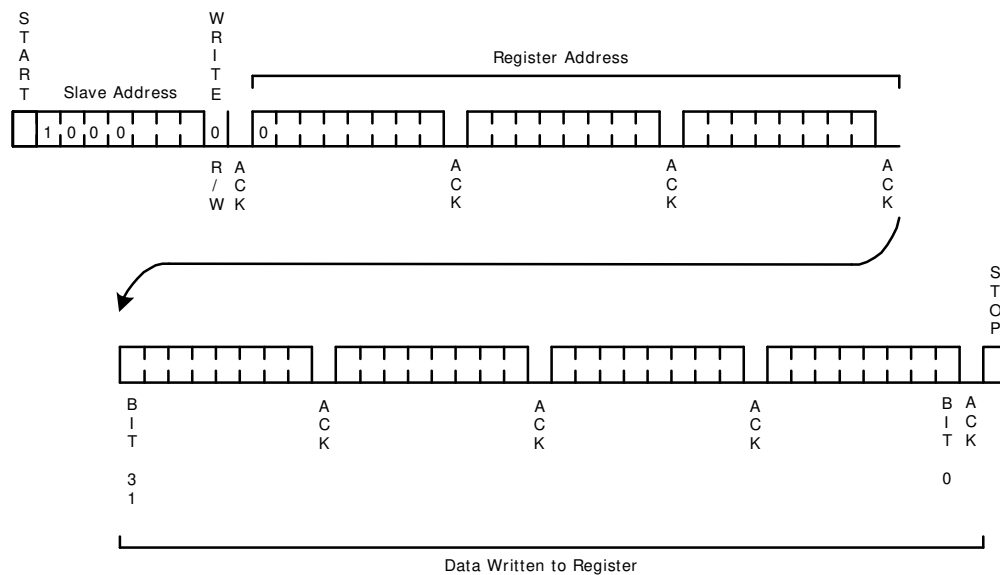 START
WRITE
Register Address
Slave Address
1 0 0 0
0
0
R/W
ACK
ACK
ACK
ACK
STOP
BIT 31
ACK
ACK
ACK
BIT 0
ACK
Data Written to Register